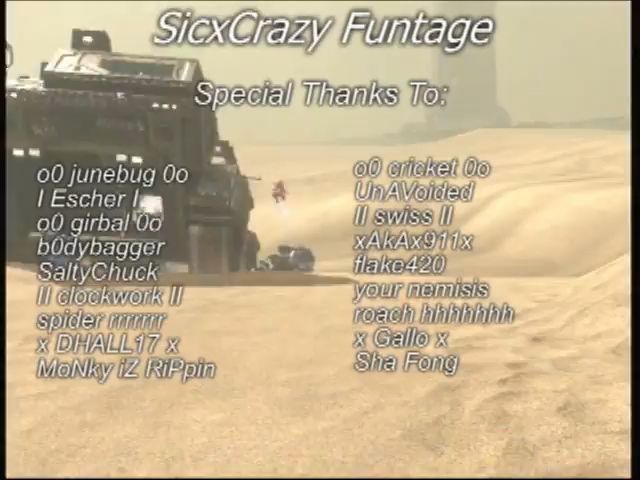 SicxCrazy Funtage
Special Thanks To:
o0 junebug 0o
I Escher I
o0 girbal 0o
b0dybagger
SaltyChuck
II clockwork II
spider rrrrrrr
x DHALL17 x
MoNky iZ RiPpin
o0 cricket 0o
UnAVoided
II swiss II
xAkAx911x
flake420
your nemisis
roach hhhhhhh
x Gallo x
Sha Fong